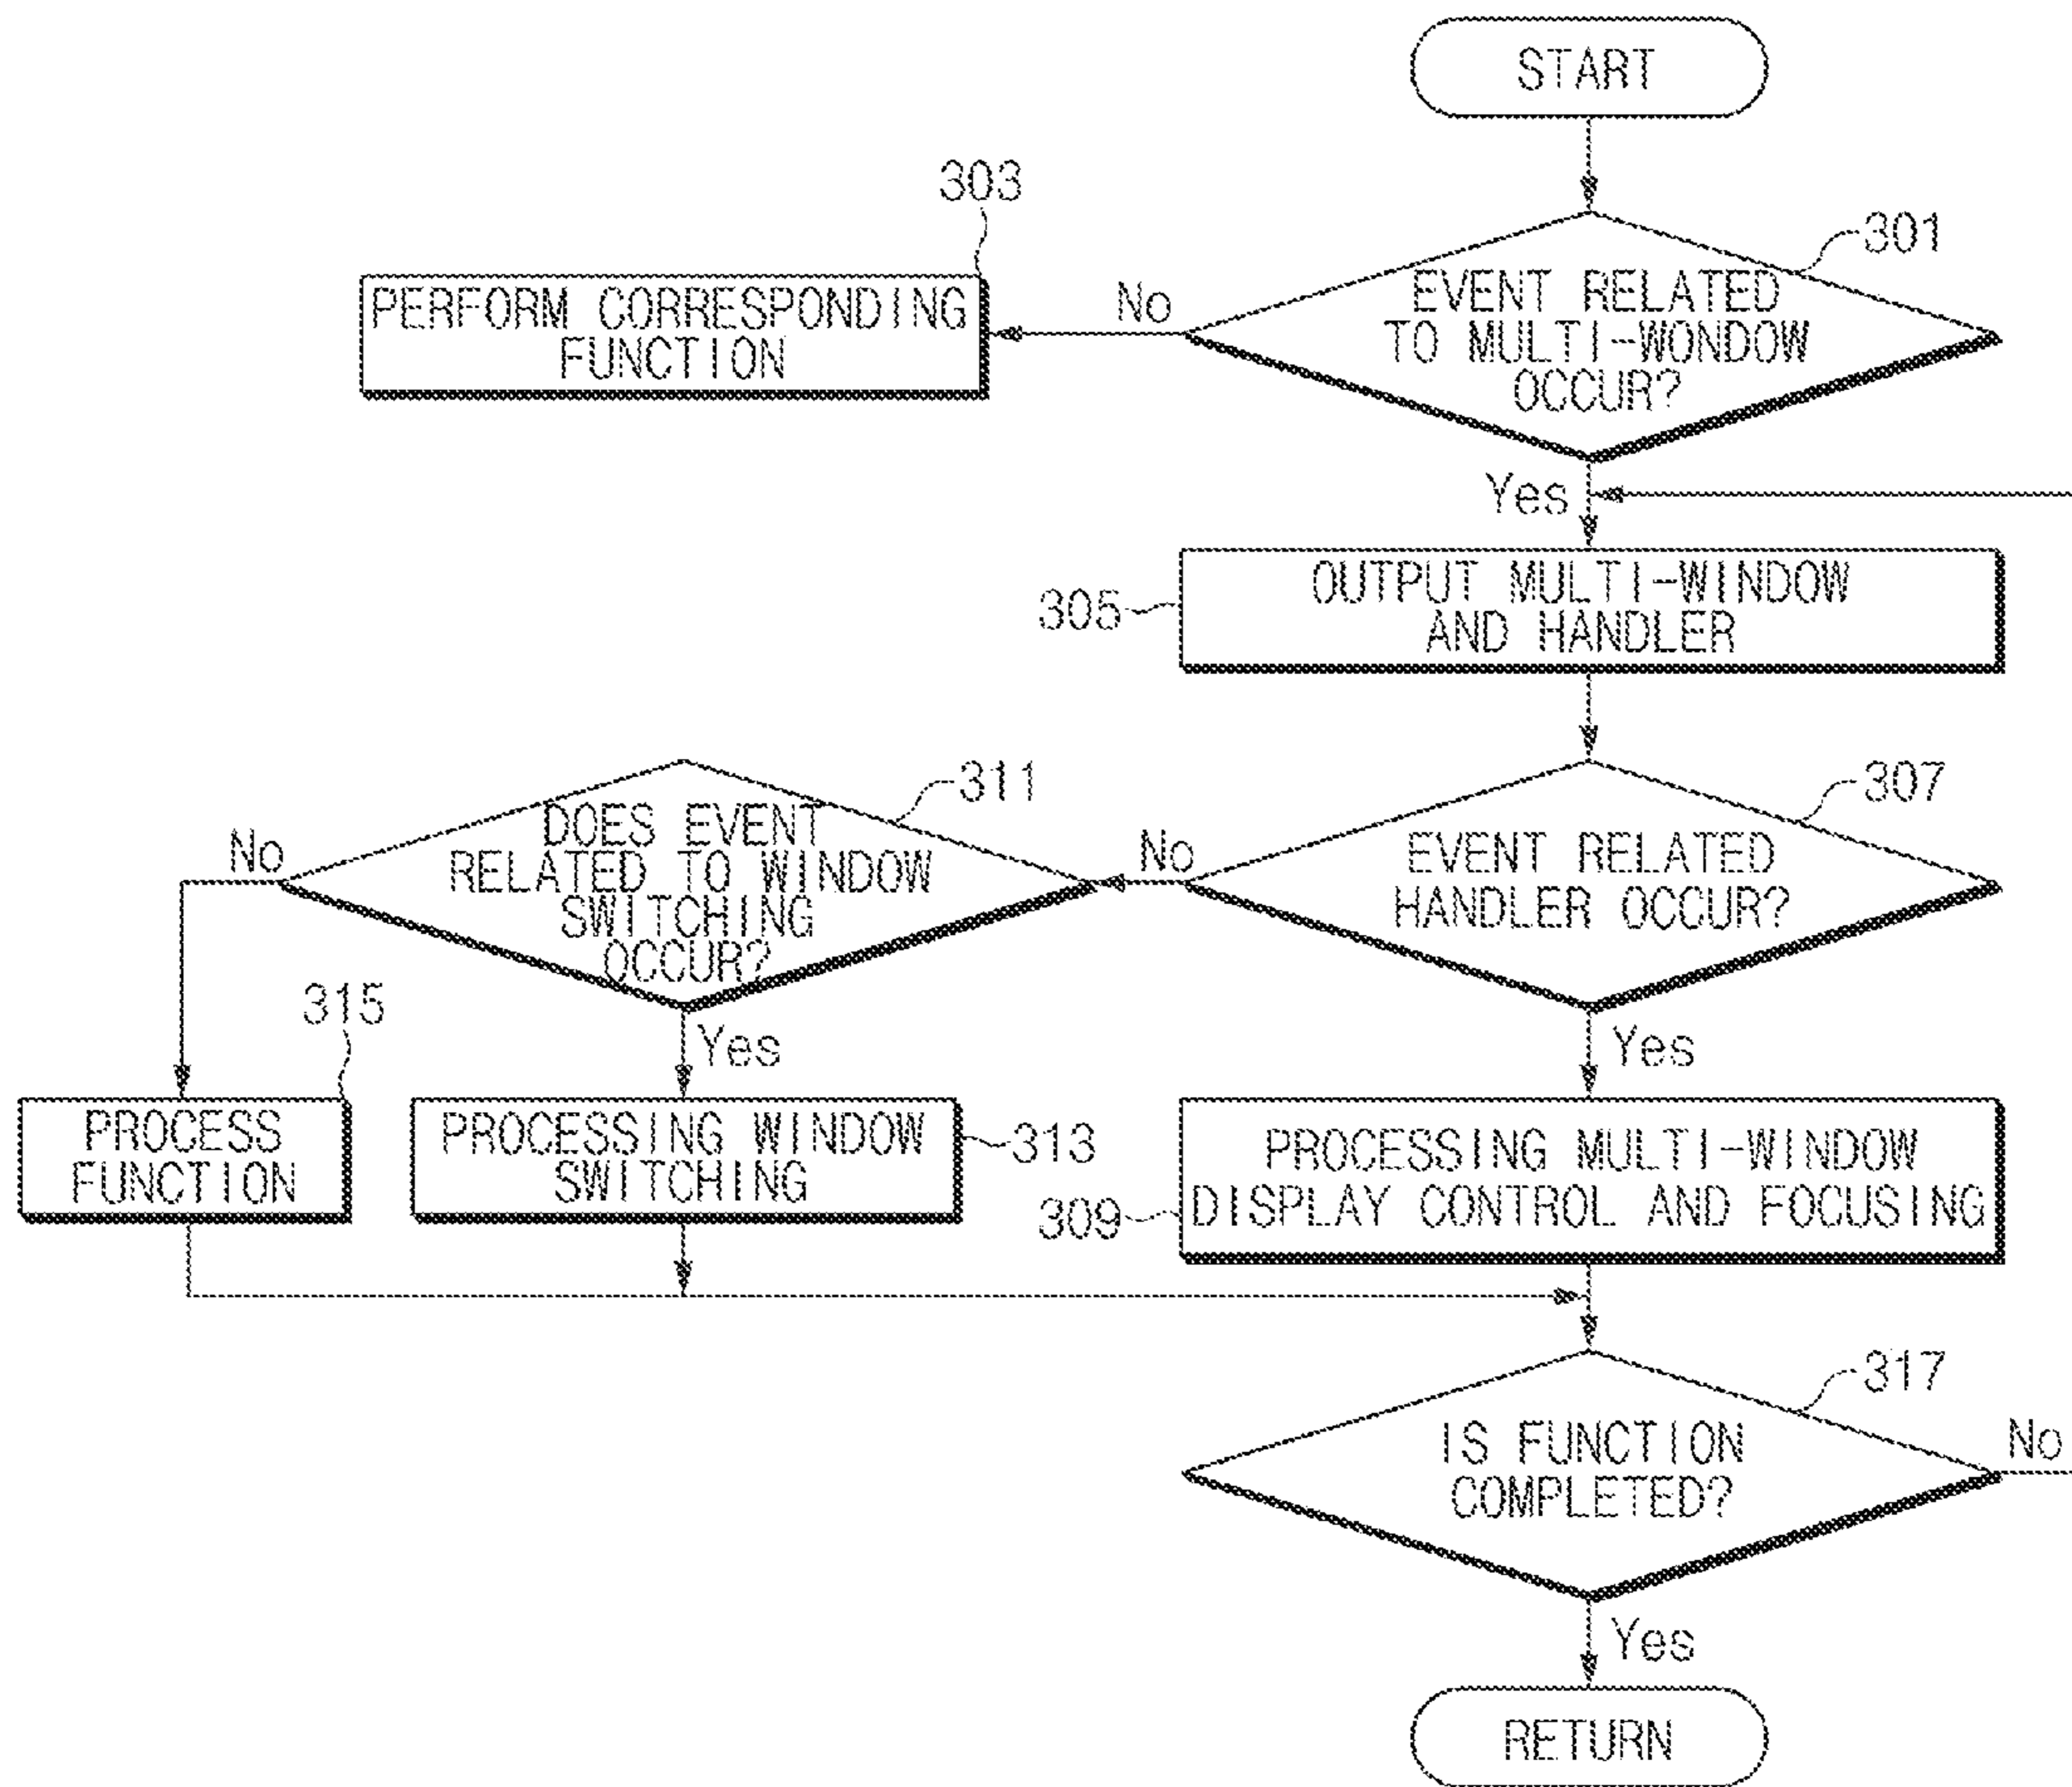 START
303
301
PERFORM CORRESPONDING
FUNCTION
No
EVENT RELATED
TO MULTI-WONDOW
OCCUR?
Yes
305
OUTPUT MULTI-WINDOW
AND HANDLER
311
307
No
DOES EVENT
RELATED TO WINDOW
SWITCHING
OCCUR?
No
EVENT RELATED
HANDLER OCCUR?
315
Yes
Yes
PROCESS
FUNCTION
PROCESSING WINDOW
SWITCHING
313
309
PROCESSING MULTI-WINDOW
DISPLAY CONTROL AND FOCUSING
317
IS FUNCTION
COMPLETED?
No
Yes
RETURN